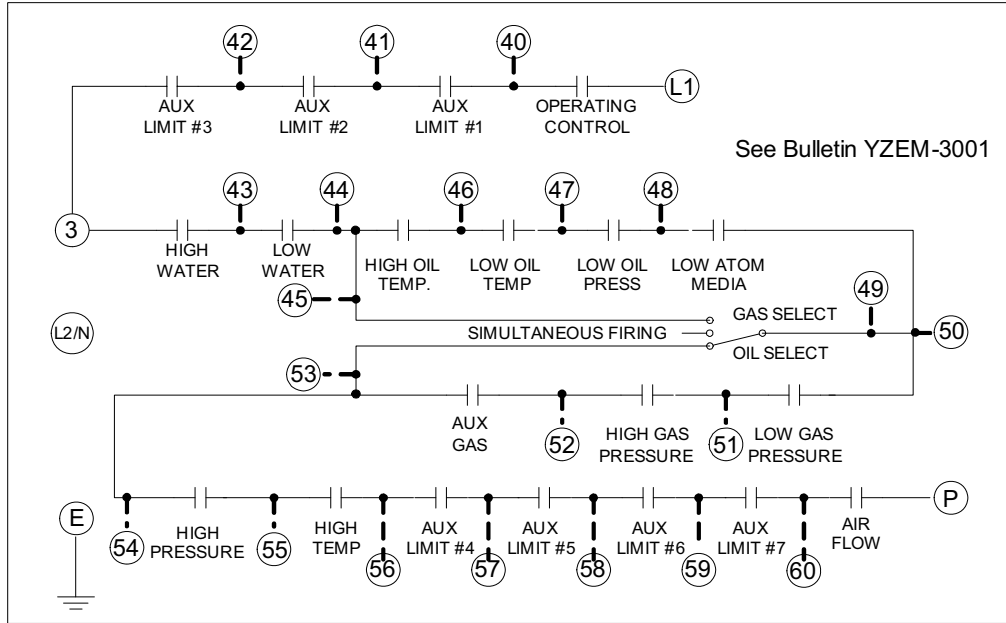 42
41
40
L1
AUX
LIMIT #3
AUX
LIMIT #2
AUX
LIMIT #1
OPERATING
CONTROL
See Bulletin YZEM-3001
43
44
46
47
48
3
HIGH
WATER
LOW
WATER
HIGH OIL
TEMP.
LOW OIL
TEMP
LOW OIL
PRESS
LOW ATOM
MEDIA
45
49
GAS SELECT
L2/N
SIMULTANEOUS FIRING
50
OIL SELECT
53
AUX
GAS
52
HIGH GAS
PRESSURE
51
LOW GAS
PRESSURE
E
P
54
HIGH
PRESSURE
55
HIGH
TEMP
56
AUX
LIMIT #4
57
AUX
LIMIT #5
58
AUX
LIMIT #6
59
AUX
LIMIT #7
60
AIR
FLOW